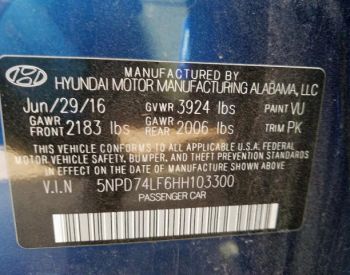 MANUFACTURED BY
HYUNDAI MOTOR MANUFACTURING ALABAMA, LLC
Jun/29/16 GVWR 3924 lbs PAINT VU
GAWR FRONT 2183 lbs GAWR REAR 2006 lbs TRIM PK
THIS VEHICLE CONFORMS TO ALL APPLICABLE FEDERAL
MOTOR VEHICLE SAFETY, BUMPER, AND THEFT PREVENTION
STANDARDS IN EFFECT ON THE DATE OF MANUFACTURE
SHOWN ABOVE.
V.I.N 5NPD74LF6HH103300
PASSENGER CAR